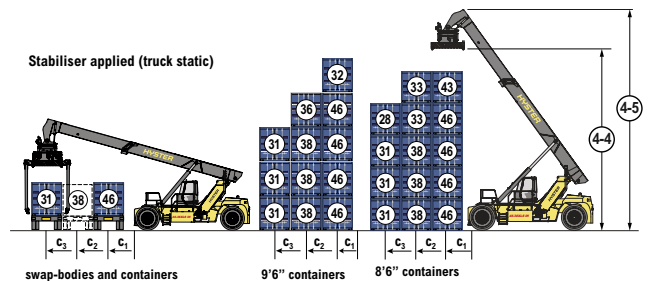 Stabiliser applied (truck static)
HYSTER
31 38 46
C3 C2 C1
swap-bodies and containers
32
36 46
31 38 46
31 38 46
31 38 46
C3 C2 C1
9’6” containers
33 43
28 33 46
31 38 46
31 38 46
31 38 46
C3 C2 C1
8’6” containers
HYSTER
4-4
4-5